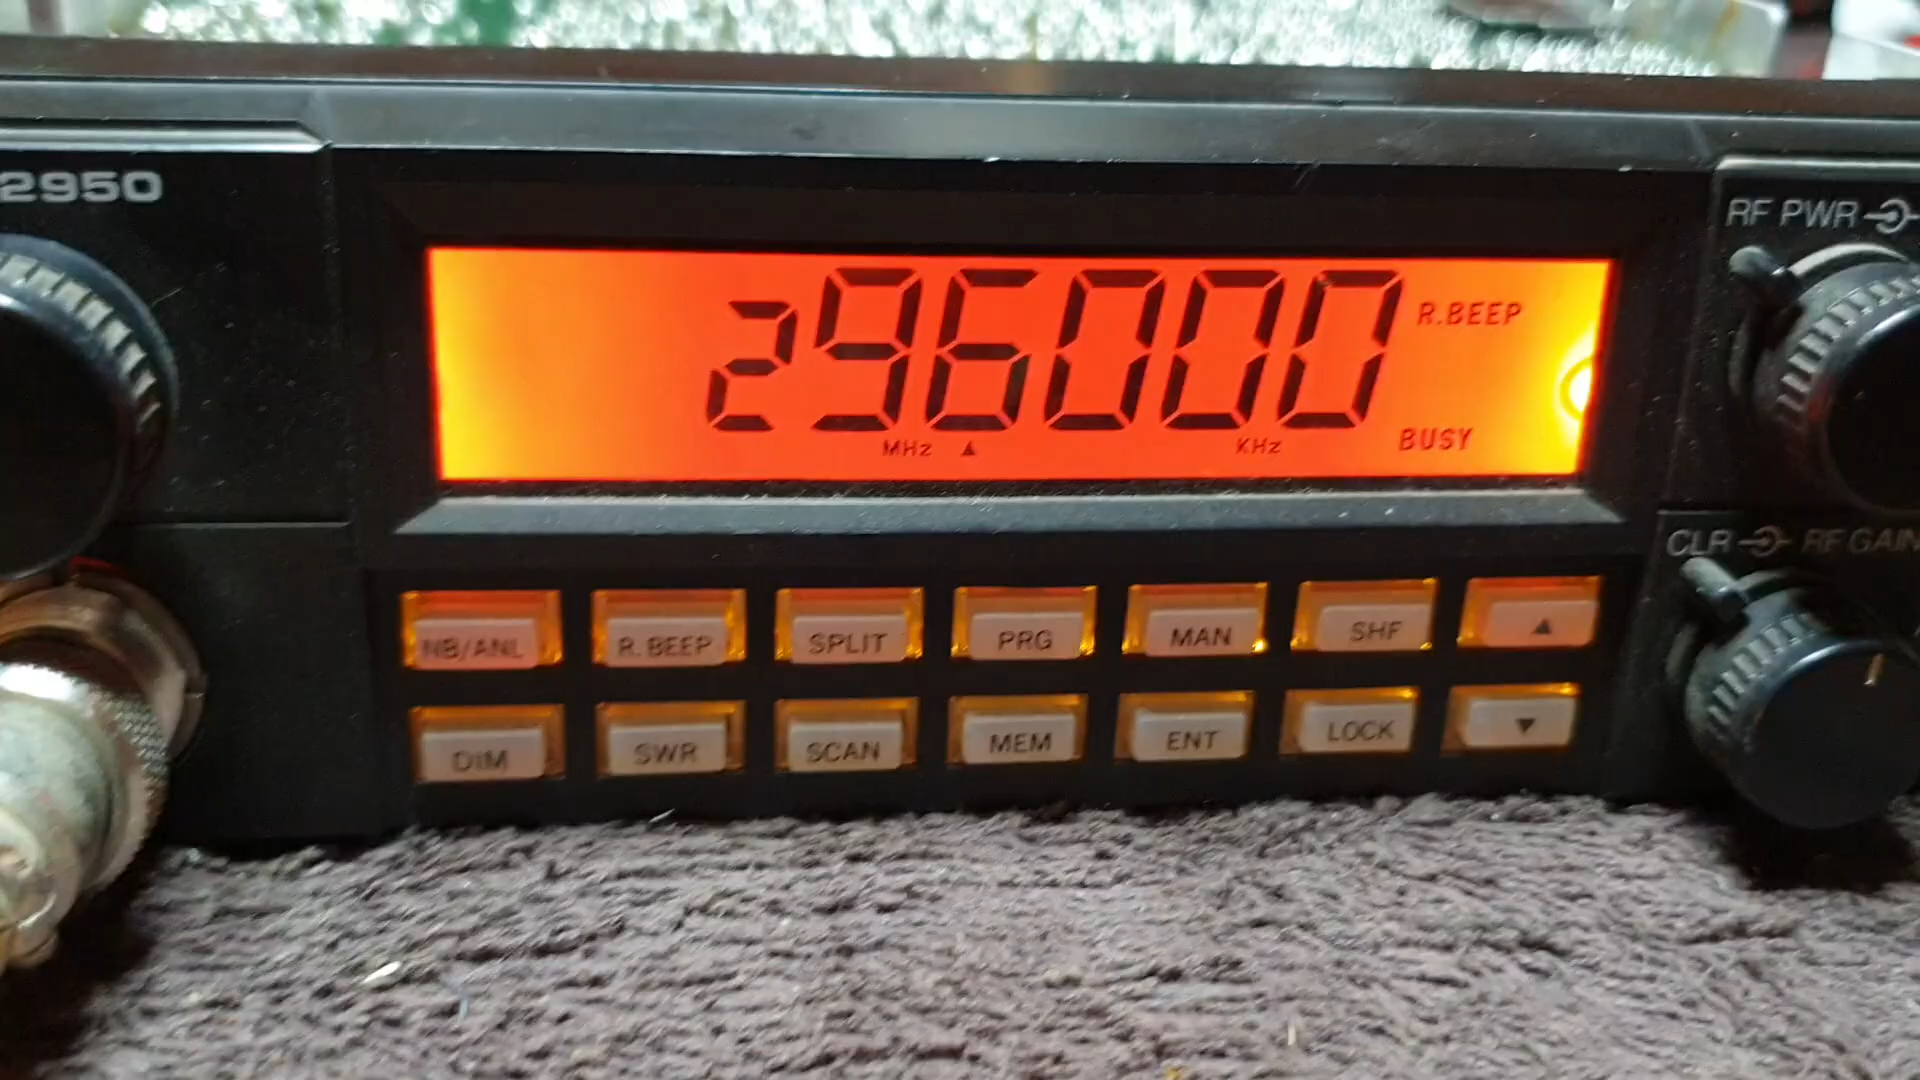 2950
RF PWR
296000
R.BEEP
MHz ▲ KHz BUSY
CLR RF GAIN
NB/ANL R. BEEP SPLIT PRG MAN SHF ▲
DIM SWR SCAN MEM ENT LOCK ▼